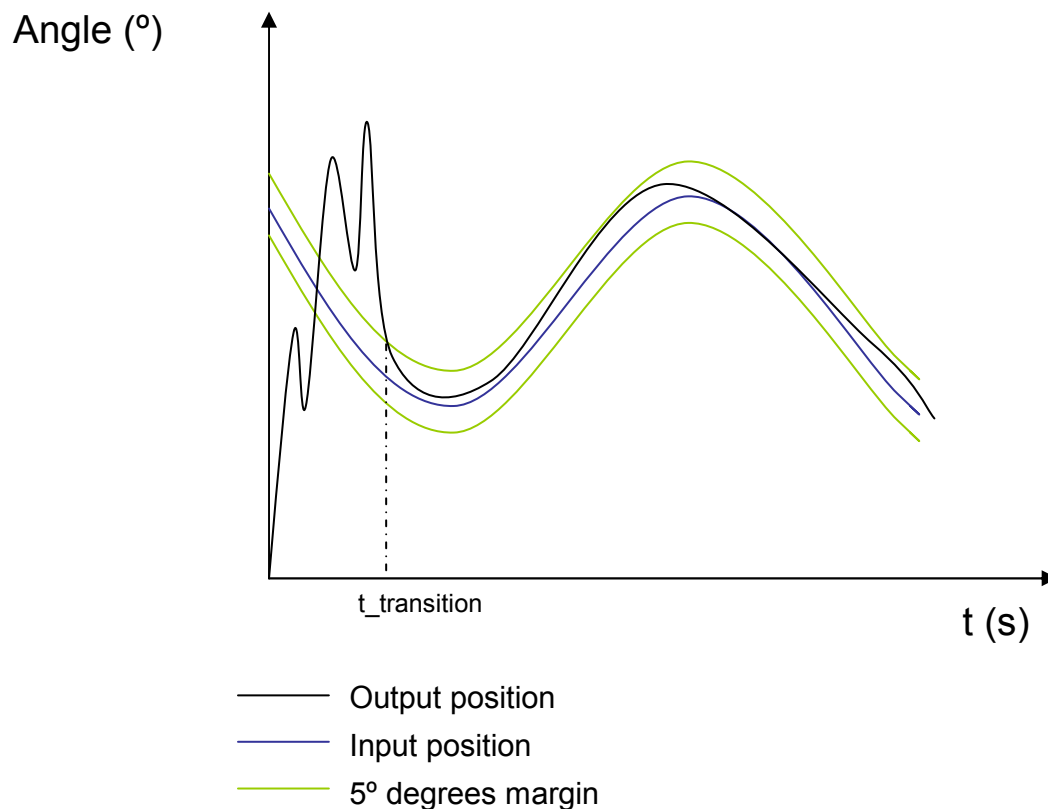 Angle (º)
t_transition
t (s)
Output position
Input position
5º degrees margin